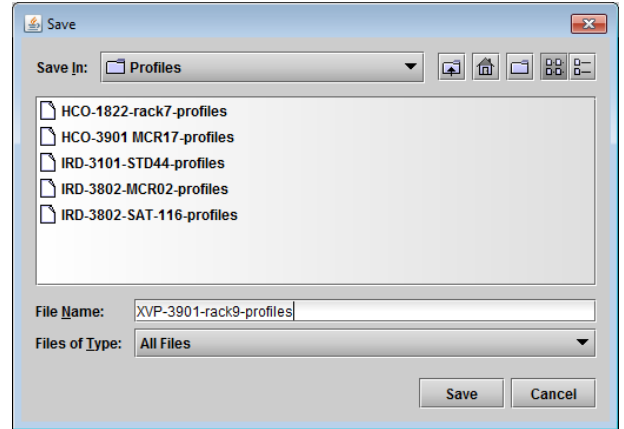 Save
Save In: Profiles
HCO-1822-rack7-profiles
HCO-3901 MCR17-profiles
IRD-3101-STD44-profiles
IRD-3802-MCR02-profiles
IRD-3802-SAT-116-profiles
File Name: XVP-3901-rack9-profiles
Files of Type: All Files
Save Cancel